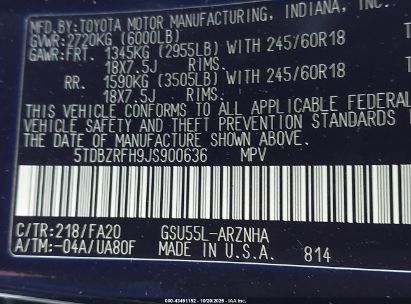 MFD.BY:TOYOTA MOTOR MANUFACTURING, INDIANA, INC.
GVWR:2720KG (6000LB)
GAWR:FRT. 1345KG (2955LB) WITH 245/60R18
18X7.5J RIMS.
RR. 1590KG (3505LB) WITH 245/60R18
18X7.5J RIMS.
THIS VEHICLE CONFORMS TO ALL APPLICABLE FEDERAL
VEHICLE SAFETY AND THEFT PREVENTION STANDARDS
THE DATE OF MANUFACTURE SHOWN ABOVE.
5TDBZRFH9JS900636 MPV
C/TR:218/FA20 GSU55L-ARZNHA
A/TM:-04A/UA80F MADE IN U.S.A. 814